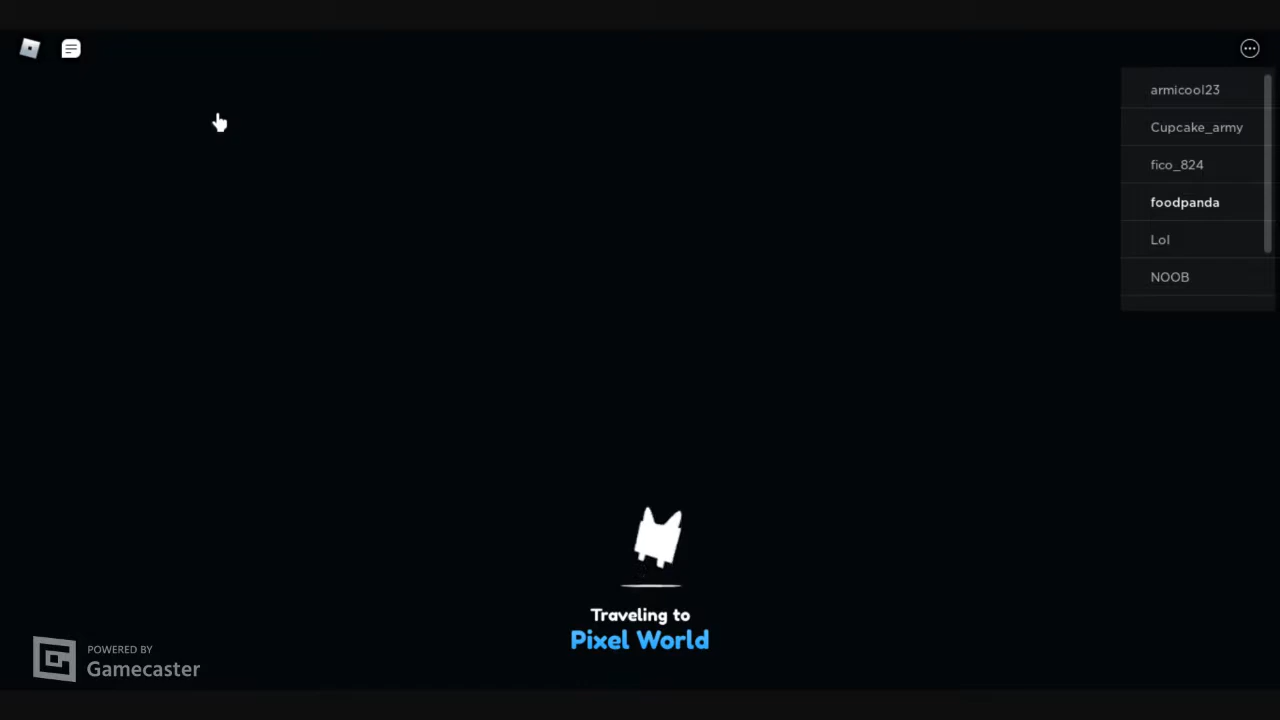 armicool23
Cupcake_army
fico_824
foodpanda
Lol
NOOB
Traveling to
Pixel World
POWERED BY
Gamecaster